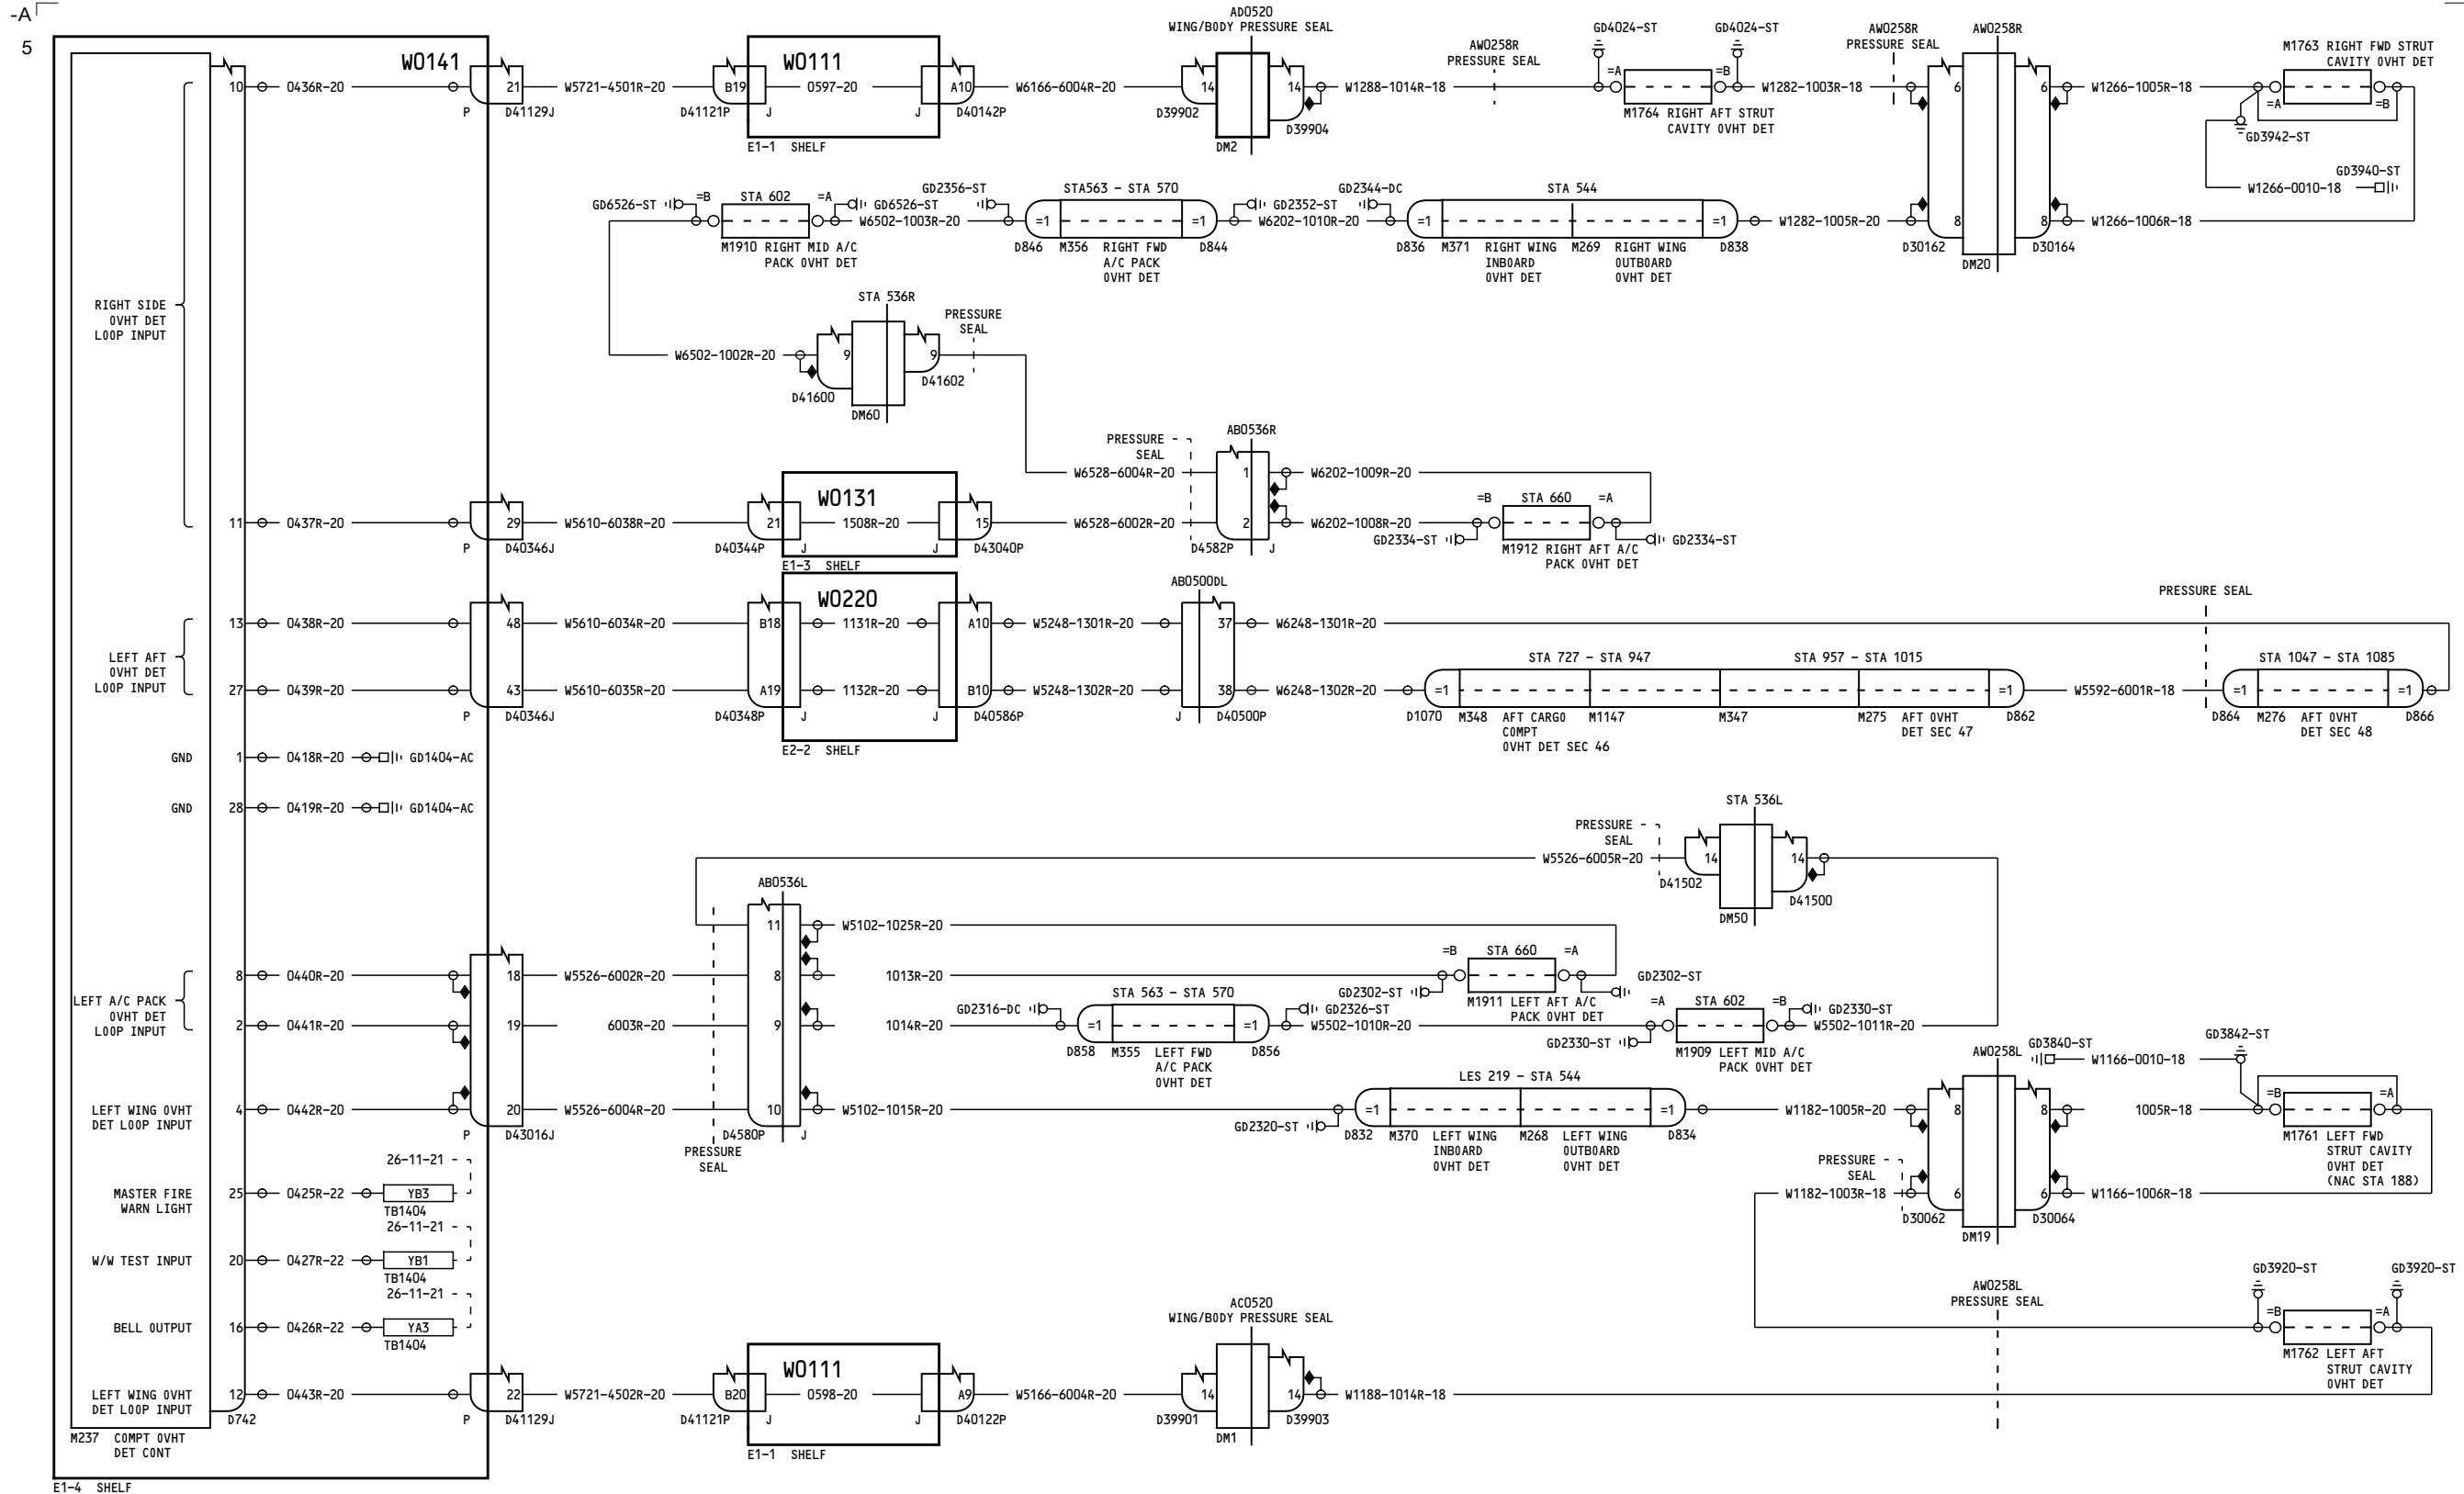 -A
5
W0141
10
0436R-20
P
21
D41129J
W5721-4501R-20
B19
D41121P
J
W0111
0597-20
J
A10
D40142P
E1-1 SHELF
W6166-6004R-20
AD0520
WING/BODY PRESSURE SEAL
14
D39902
14
D39904
DM2
W1288-1014R-18
AW0258R
PRESSURE SEAL
GD4024-ST
GD4024-ST
=A
=B
M1764 RIGHT AFT STRUT
CAVITY OVHT DET
W1282-1003R-18
AW0258R
PRESSURE SEAL
AW0258R
6
6
W1266-1005R-18
M1763 RIGHT FWD STRUT
CAVITY OVHT DET
=A
=B
GD3942-ST
GD3940-ST
W1266-0010-18
8
8
W1266-1006R-18
D30162
D30164
DM20
RIGHT SIDE
OVHT DET
LOOP INPUT
GD6526-ST
=B
STA 602
=A
GD6526-ST
W6502-1003R-20
M1910 RIGHT MID A/C
PACK OVHT DET
GD2356-ST
STA563 - STA 570
=1
=1
D846
M356
RIGHT FWD
A/C PACK
OVHT DET
D844
GD2352-ST
W6202-1010R-20
GD2344-DC
STA 544
=1
=1
D836
M371
RIGHT WING
INBOARD
OVHT DET
M269
RIGHT WING
OUTBOARD
OVHT DET
D838
W1282-1005R-20
STA 536R
W6502-1002R-20
9
9
D41600
D41602
DM60
PRESSURE
SEAL
11
0437R-20
P
29
D40346J
W5610-6038R-20
21
D40344P
J
W0131
1508R-20
J
15
D43040P
E1-3 SHELF
W6528-6004R-20
W6528-6002R-20
PRESSURE
SEAL
AB0536R
1
2
D4582P
J
W6202-1009R-20
W6202-1008R-20
=B
STA 660
=A
GD2334-ST
GD2334-ST
M1912 RIGHT AFT A/C
PACK OVHT DET
LEFT AFT
OVHT DET
LOOP INPUT
13
0438R-20
48
W5610-6034R-20
B18
W0220
1131R-20
A10
W5248-1301R-20
AB0500DL
37
W6248-1301R-20
27
0439R-20
P
43
D40346J
W5610-6035R-20
A19
D40348P
J
1132R-20
J
B10
D40586P
E2-2 SHELF
W5248-1302R-20
J
38
D40500P
W6248-1302R-20
STA 727 - STA 947
STA 957 - STA 1015
=1
=1
D1070
M348
AFT CARGO
COMPT
OVHT DET SEC 46
M1147
M347
M275
AFT OVHT
DET SEC 47
D862
W5592-6001R-18
PRESSURE SEAL
STA 1047 - STA 1085
=1
=1
D864
M276
AFT OVHT
DET SEC 48
D866
GND
1
0418R-20
GD1404-AC
GND
28
0419R-20
GD1404-AC
STA 536L
PRESSURE
SEAL
W5526-6005R-20
14
14
D41502
D41500
DM50
AB0536L
11
W5102-1025R-20
LEFT A/C PACK
OVHT DET
LOOP INPUT
8
0440R-20
18
W5526-6002R-20
8
1013R-20
=B
STA 660
=A
GD2302-ST
GD2302-ST
M1911 LEFT AFT A/C
PACK OVHT DET
2
0441R-20
19
6003R-20
9
1014R-20
GD2316-DC
STA 563 - STA 570
=1
=1
D858
M355
LEFT FWD
A/C PACK
OVHT DET
D856
GD2326-ST
W5502-1010R-20
=A
STA 602
=B
GD2330-ST
GD2330-ST
W5502-1011R-20
M1909 LEFT MID A/C
PACK OVHT DET
LEFT WING OVHT
DET LOOP INPUT
4
0442R-20
P
20
D43016J
W5526-6004R-20
10
D4580P
J
PRESSURE
SEAL
W5102-1015R-20
GD2320-ST
LES 219 - STA 544
=1
=1
D832
M370
LEFT WING
INBOARD
OVHT DET
M268
LEFT WING
OUTBOARD
OVHT DET
D834
W1182-1005R-20
AW0258L
8
8
1005R-18
GD3840-ST
W1166-0010-18
GD3842-ST
=B
=A
M1761 LEFT FWD
STRUT CAVITY
OVHT DET
(NAC STA 188)
PRESSURE
SEAL
W1182-1003R-18
6
6
W1166-1006R-18
D30062
D30064
DM19
MASTER FIRE
WARN LIGHT
25
0425R-22
YB3
TB1404
26-11-21
W/W TEST INPUT
20
0427R-22
YB1
TB1404
26-11-21
BELL OUTPUT
16
0426R-22
YA3
TB1404
26-11-21
AW0258L
PRESSURE SEAL
GD3920-ST
GD3920-ST
=B
=A
M1762 LEFT AFT
STRUT CAVITY
OVHT DET
LEFT WING OVHT
DET LOOP INPUT
12
0443R-20
P
22
D41129J
W5721-4502R-20
B20
D41121P
J
W0111
0598-20
J
A9
D40122P
E1-1 SHELF
W5166-6004R-20
AC0520
WING/BODY PRESSURE SEAL
14
D39901
14
D39903
DM1
W1188-1014R-18
D742
M237 COMPT OVHT
DET CONT
E1-4 SHELF